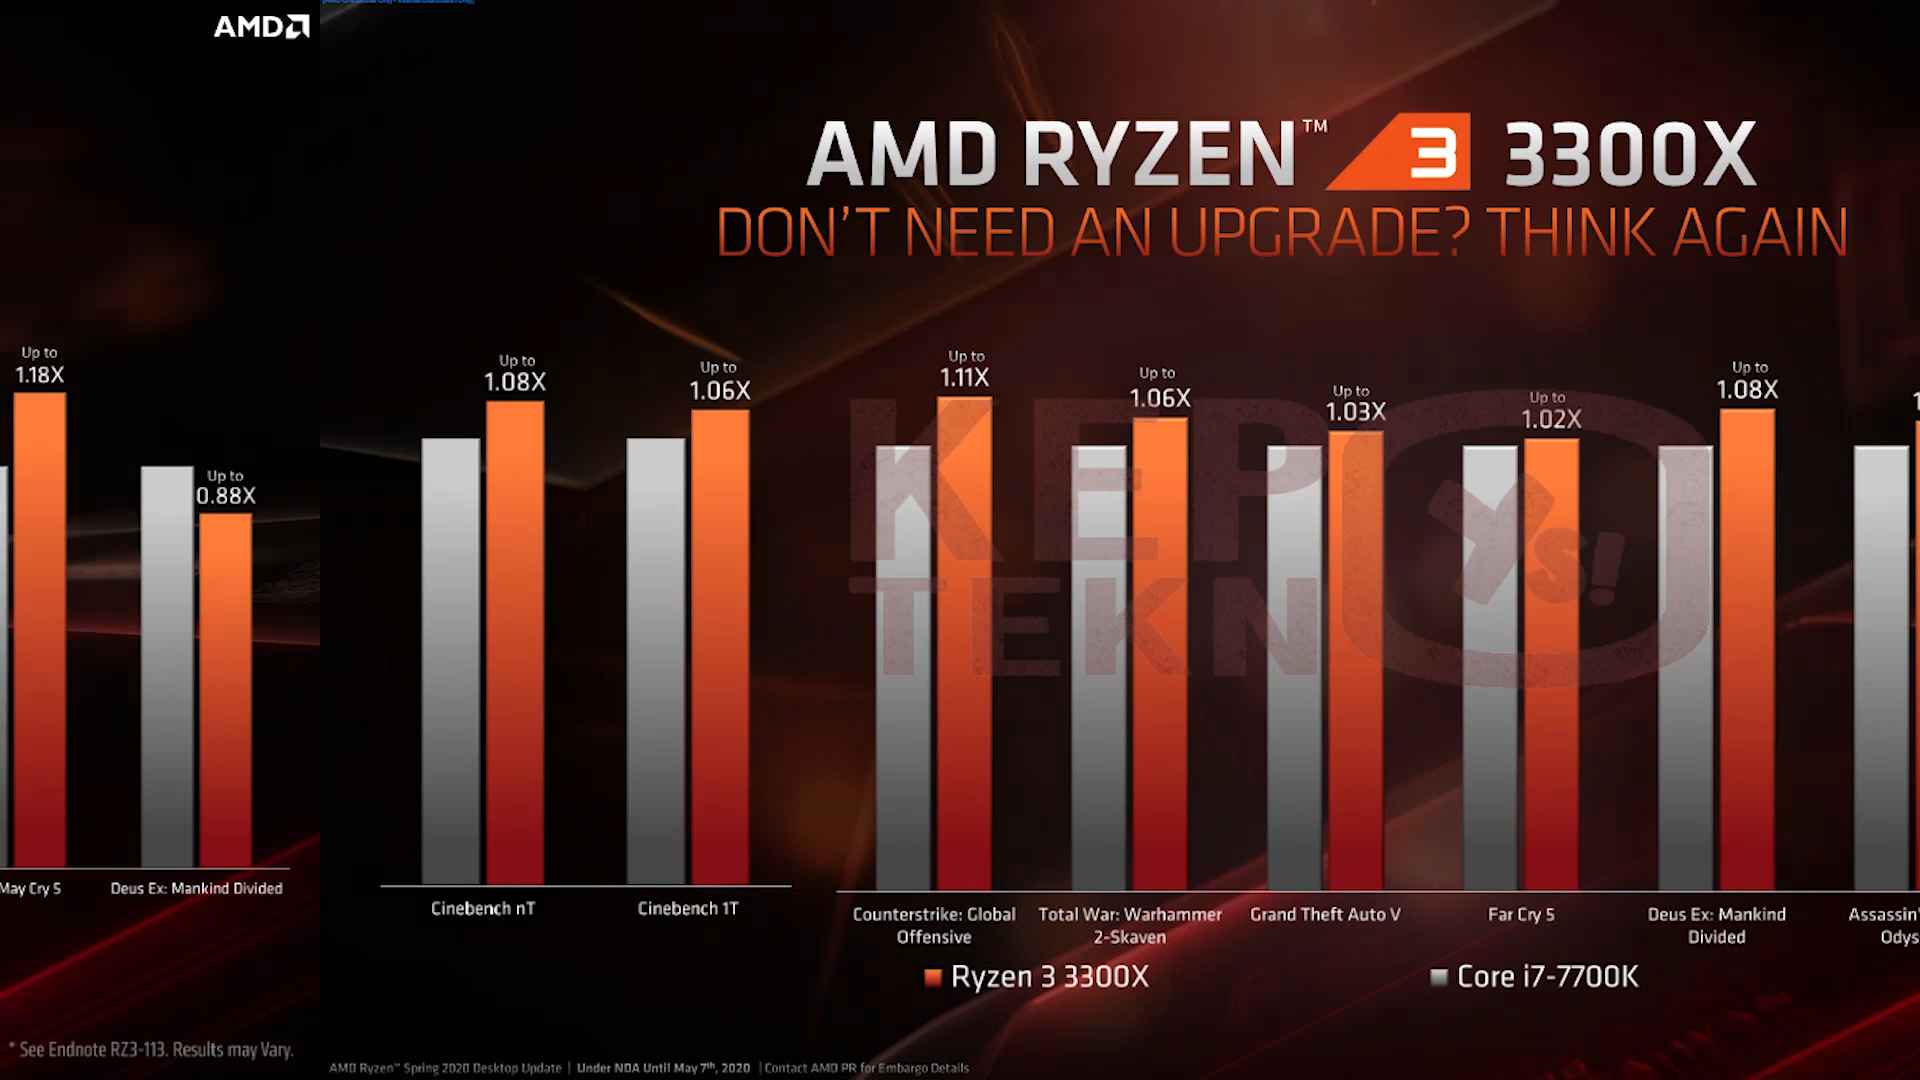 AMD
Up to
1.18X
Up to
0.88X
May Cry 5
Deus Ex: Mankind Divided
* See Endnote RZ3-113. Results may Vary.
AMD RYZEN™ 3 3300X
DON'T NEED AN UPGRADE? THINK AGAIN
Up to
1.08X
Up to
1.06X
Up to
1.11X
Up to
1.06X
Up to
1.03X
Up to
1.02X
Up to
1.08X
KEPO
TEKN
Ys!
Cinebench nT
Cinebench 1T
Counterstrike: Global
Offensive
Total War: Warhammer
2-Skaven
Grand Theft Auto V
Far Cry 5
Deus Ex: Mankind
Divided
Assassin'
Odys
Ryzen 3 3300X
Core i7-7700K
AMD Ryzen™ Spring 2020 Desktop Update | Under NDA Until May 7th, 2020 | Contact AMD PR for Embargo Details